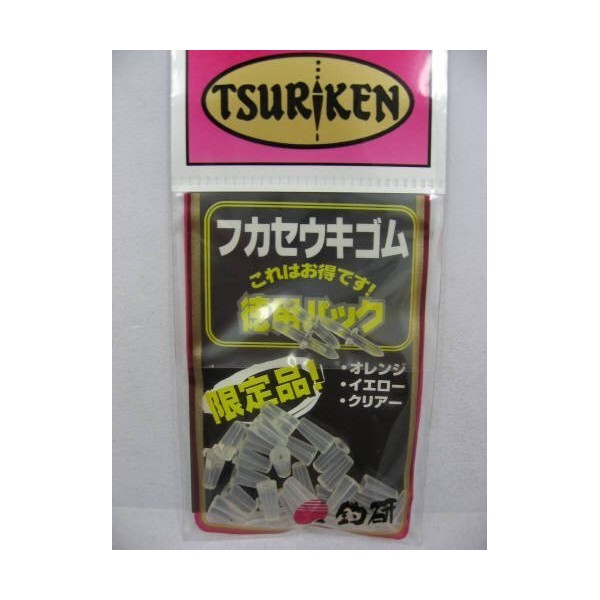 TSURIKEN
フカセウキゴム
これはお得です!
徳用パック
限定品!
・オレンジ
・イエロー
・クリアー
釣研